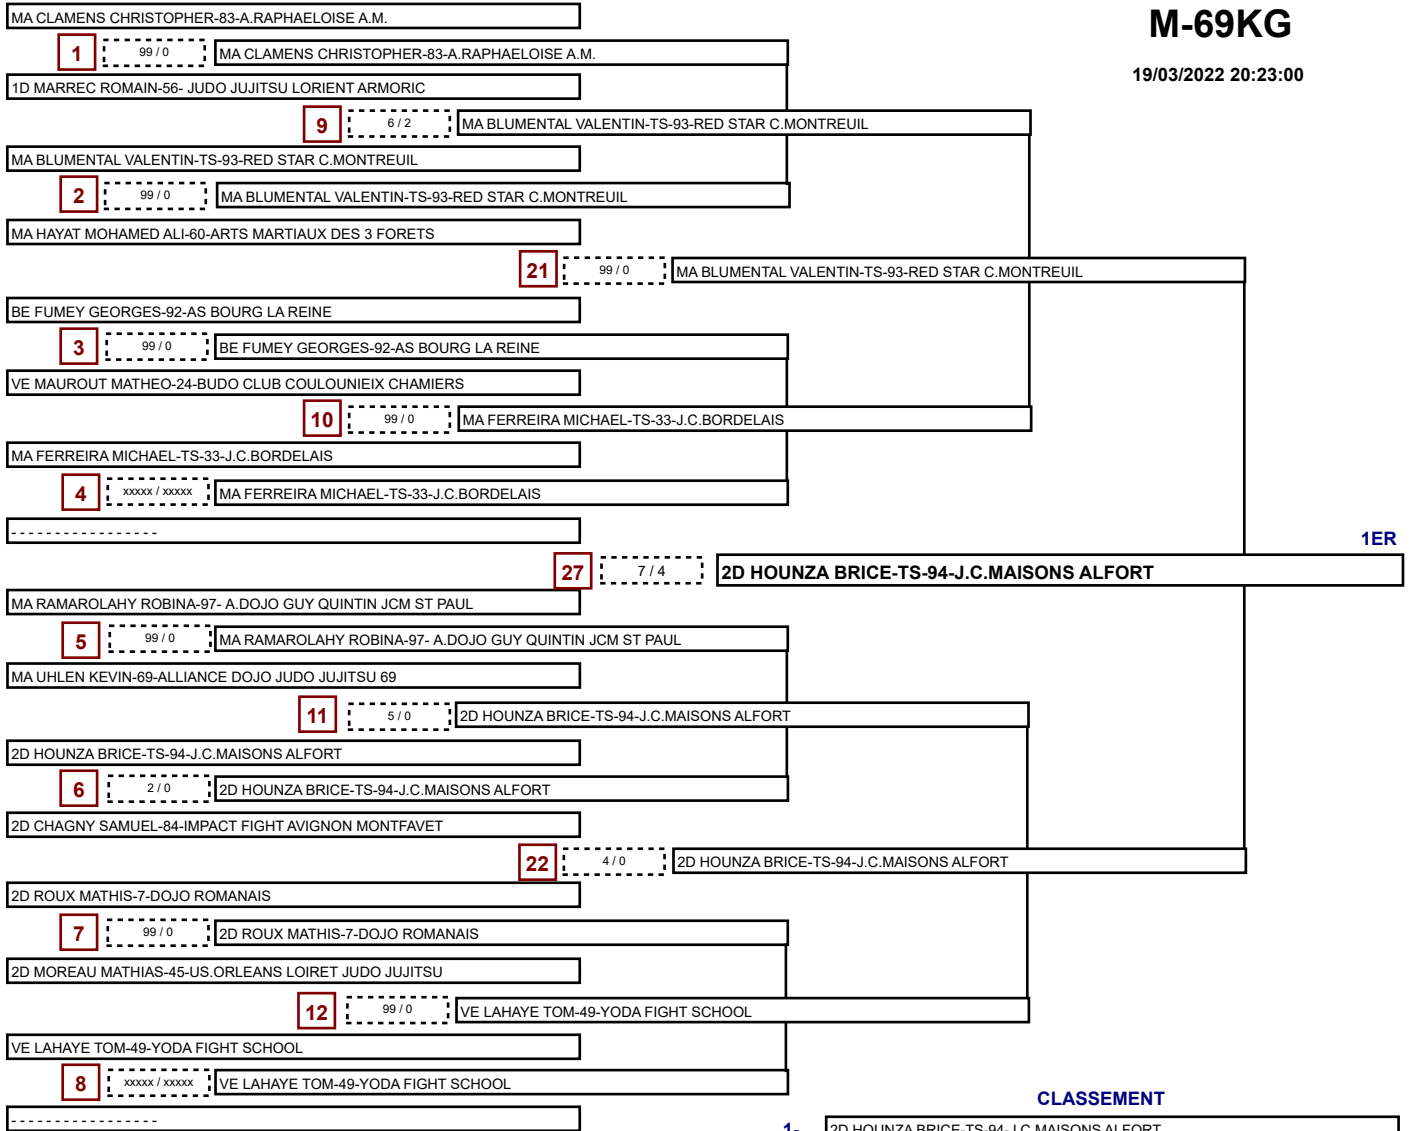 MA CLAMENS CHRISTOPHER-83-A.RAPHAELOISE A.M.
M-69KG
1 99 / 0 MA CLAMENS CHRISTOPHER-83-A.RAPHAELOISE A.M.
19/03/2022 20:23:00
1D MARREC ROMAIN-56- JUDO JUJITSU LORIENT ARMORIC
9 6 / 2 MA BLUMENTAL VALENTIN-TS-93-RED STAR C.MONTREUIL
MA BLUMENTAL VALENTIN-TS-93-RED STAR C.MONTREUIL
2 99 / 0 MA BLUMENTAL VALENTIN-TS-93-RED STAR C.MONTREUIL
MA HAYAT MOHAMED ALI-60-ARTS MARTIAUX DES 3 FORETS
21 99 / 0 MA BLUMENTAL VALENTIN-TS-93-RED STAR C.MONTREUIL
BE FUMEY GEORGES-92-AS BOURG LA REINE
3 99 / 0 BE FUMEY GEORGES-92-AS BOURG LA REINE
VE MAUROUT MATHEO-24-BUDO CLUB COULOUNIEIX CHAMIERS
10 99 / 0 MA FERREIRA MICHAEL-TS-33-J.C.BORDELAIS
MA FERREIRA MICHAEL-TS-33-J.C.BORDELAIS
4 xxxxx / xxxxx MA FERREIRA MICHAEL-TS-33-J.C.BORDELAIS
- - - - - - - - - - - - - - - - -
1ER
27 7 / 4 2D HOUNZA BRICE-TS-94-J.C.MAISONS ALFORT
MA RAMAROLAHY ROBINA-97- A.DOJO GUY QUINTIN JCM ST PAUL
5 99 / 0 MA RAMAROLAHY ROBINA-97- A.DOJO GUY QUINTIN JCM ST PAUL
MA UHLEN KEVIN-69-ALLIANCE DOJO JUDO JUJITSU 69
11 5 / 0 2D HOUNZA BRICE-TS-94-J.C.MAISONS ALFORT
2D HOUNZA BRICE-TS-94-J.C.MAISONS ALFORT
6 2 / 0 2D HOUNZA BRICE-TS-94-J.C.MAISONS ALFORT
2D CHAGNY SAMUEL-84-IMPACT FIGHT AVIGNON MONTFAVET
22 4 / 0 2D HOUNZA BRICE-TS-94-J.C.MAISONS ALFORT
2D ROUX MATHIS-7-DOJO ROMANAIS
7 99 / 0 2D ROUX MATHIS-7-DOJO ROMANAIS
2D MOREAU MATHIAS-45-US.ORLEANS LOIRET JUDO JUJITSU
12 99 / 0 VE LAHAYE TOM-49-YODA FIGHT SCHOOL
VE LAHAYE TOM-49-YODA FIGHT SCHOOL
8 xxxxx / xxxxx VE LAHAYE TOM-49-YODA FIGHT SCHOOL
CLASSEMENT
- - - - - - - - - - - - - - - - -
1- 2D HOUNZA BRICE-TS-94-J.C.MAISONS ALFORT